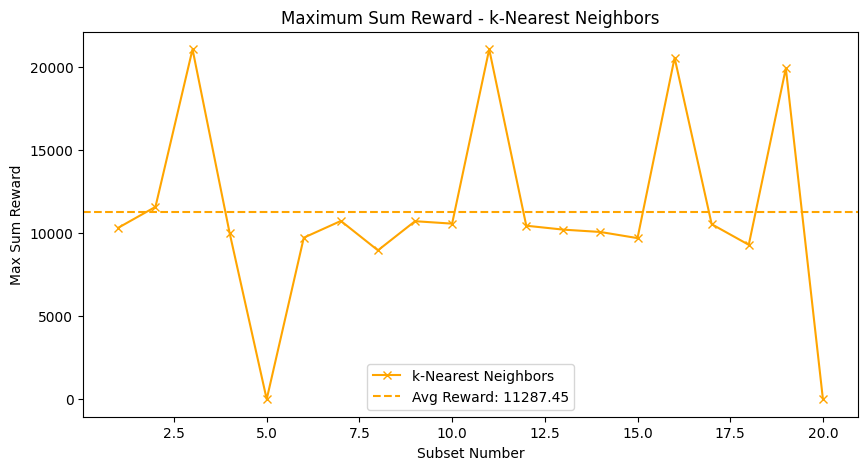 Maximum Sum Reward - k-Nearest Neighbors
Max Sum Reward
20000
15000
10000
5000
0
k-Nearest Neighbors
Avg Reward: 11287.45
2.5 5.0 7.5 10.0 12.5 15.0 17.5 20.0
Subset Number